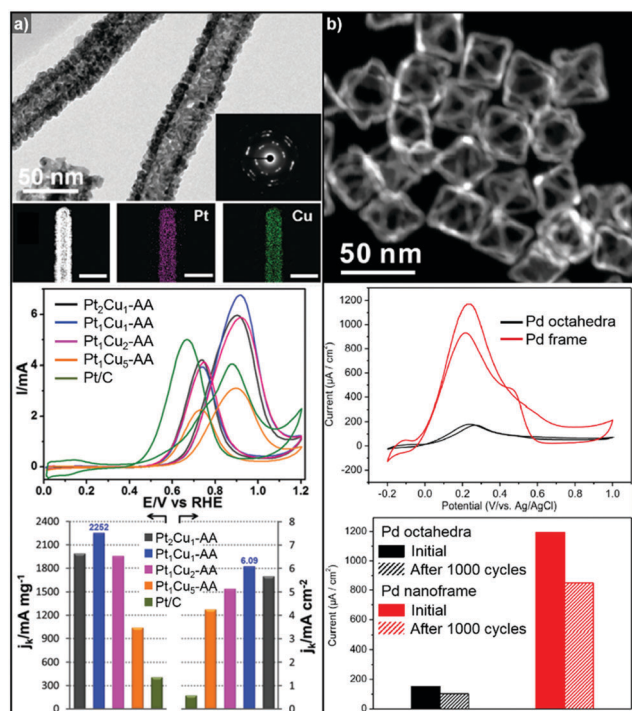 a)
50 nm
Pt
Cu
b)
50 nm
I/mA
6
4
2
0
Pt₂Cu₁-AA
Pt₁Cu₁-AA
Pt₁Cu₂-AA
Pt₁Cu₅-AA
Pt/C
0.0 0.2 0.4 0.6 0.8 1.0 1.2
E/V vs RHE
Current (µA / cm²)
1200
1000
800
600
400
200
0
-200
Pd octahedra
Pd frame
-0.2 0.0 0.2 0.4 0.6 0.8 1.0
Potential (V/vs. Ag/AgCl)
jₖ/mA mg⁻¹
2400
2100
1800
1500
1200
900
600
300
0
2252
Pt₂Cu₁-AA
Pt₁Cu₁-AA
Pt₁Cu₂-AA
Pt₁Cu₅-AA
Pt/C
6.09
8
7
6
5
4
3
2
1
0
jₖ/mA cm⁻²
Current (µA / cm²)
1200
1000
800
600
400
200
0
Pd octahedra
Initial
After 1000 cycles
Pd nanoframe
Initial
After 1000 cycles